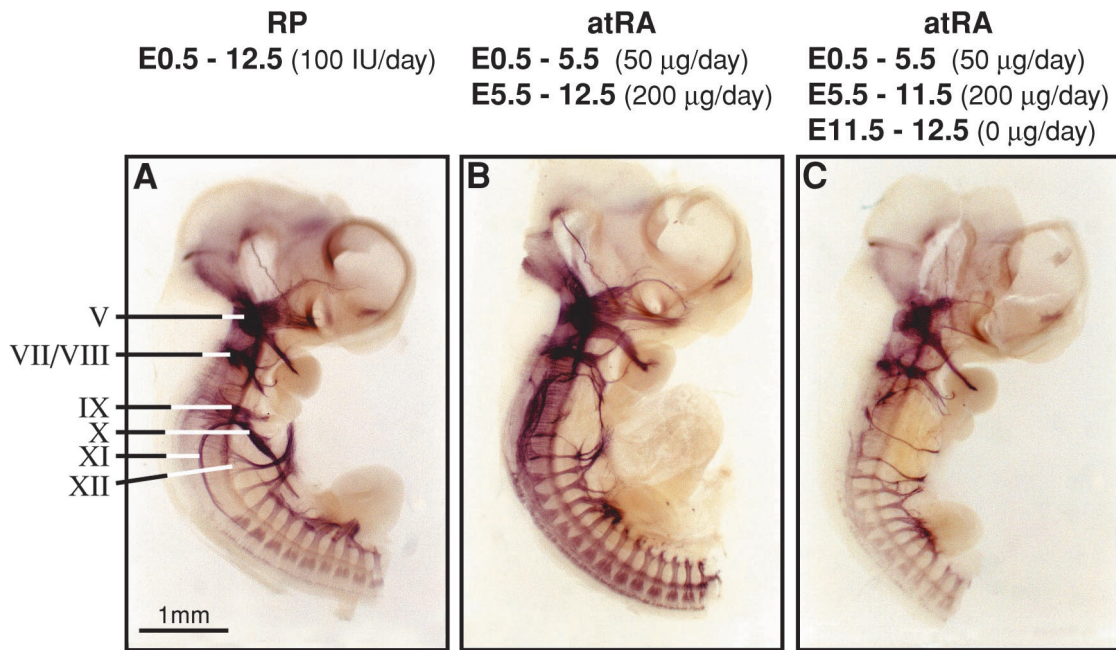 RP
E0.5 - 12.5 (100 IU/day)
atRA
E0.5 - 5.5 (50 μg/day)
E5.5 - 12.5 (200 μg/day)
atRA
E0.5 - 5.5 (50 μg/day)
E5.5 - 11.5 (200 μg/day)
E11.5 - 12.5 (0 μg/day)
A
B
C
V
VII/VIII
IX
X
XI
XII
1mm